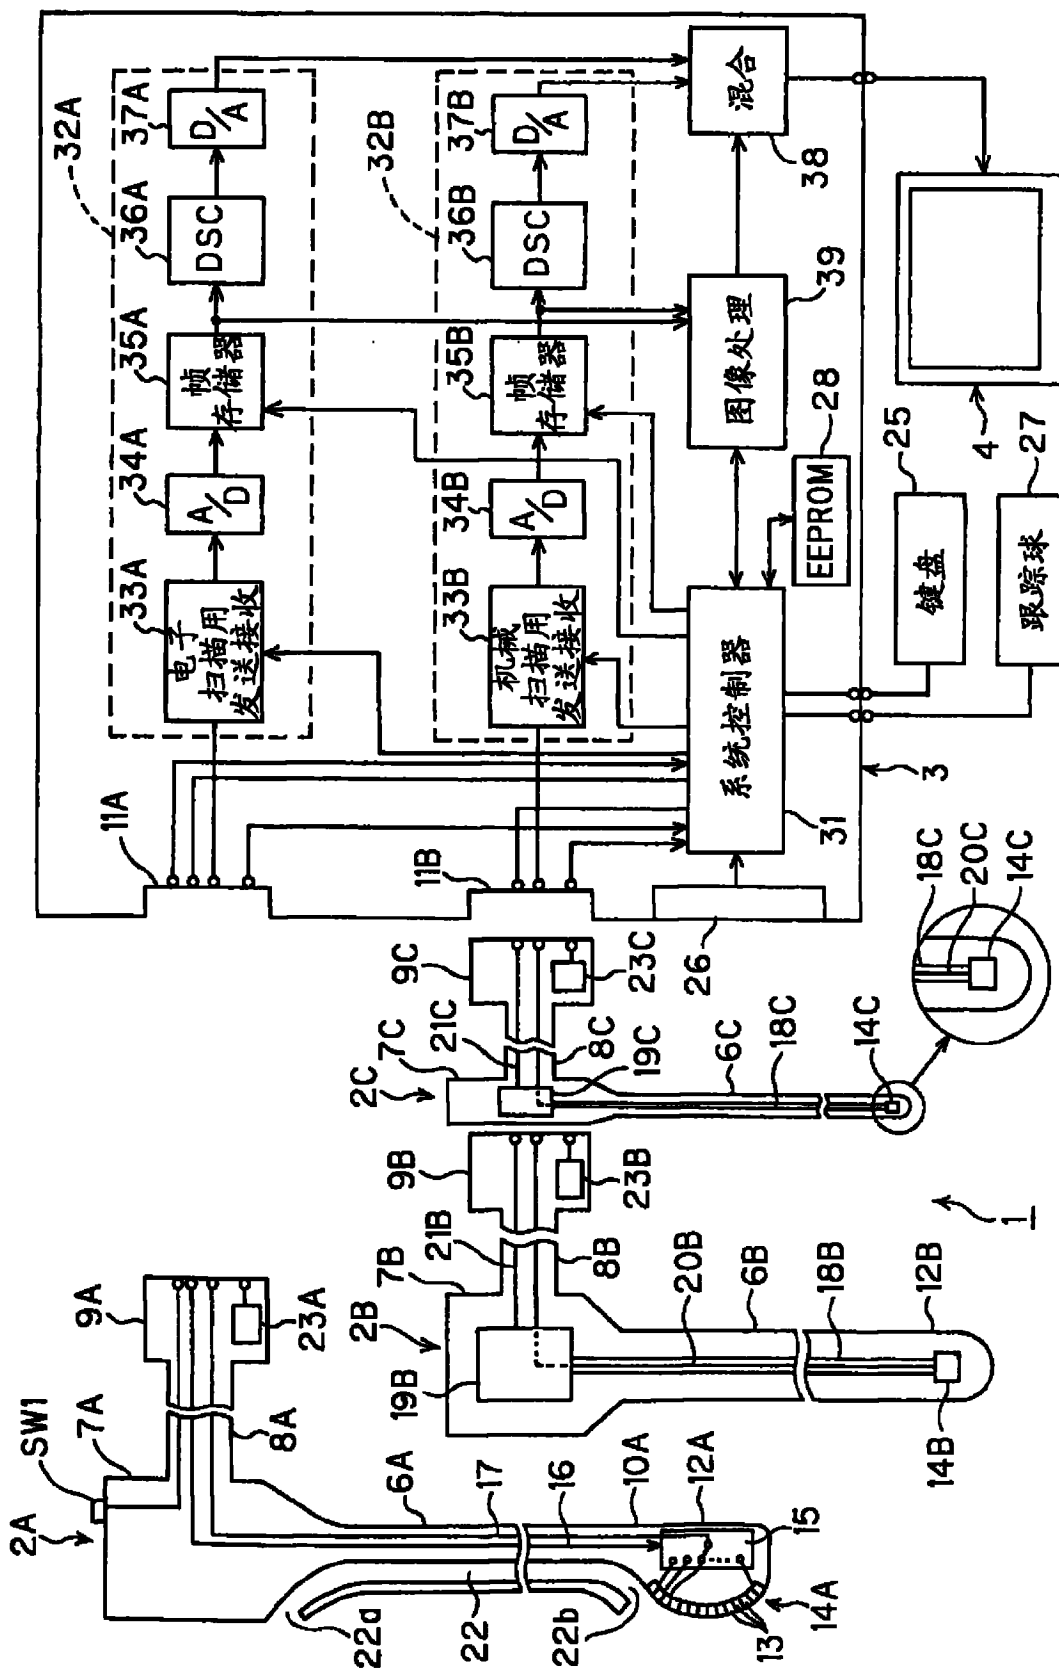 2A
SW1
7A
8A
9A
23A
6A
17
16
10A
12A
15
22
22d
22b
13
14A
2B
7B
19B
21B
8B
9B
23B
20B
6B
18B
12B
14B
1
2C
7C
21C
9C
8C
19C
23C
6C
18C
14C
18C
20C
14C
11A
11B
26
3
32A
33A
电子
扫描用
发送接收
34A
A/D
35A
帧
存储器
36A
DSC
37A
D/A
32B
33B
机械
扫描用
发送接收
34B
A/D
35B
帧
存储器
36B
DSC
37B
D/A
31
系统控制器
39
图像处理
38
混合
28
EEPROM
25
键盘
27
跟踪球
4